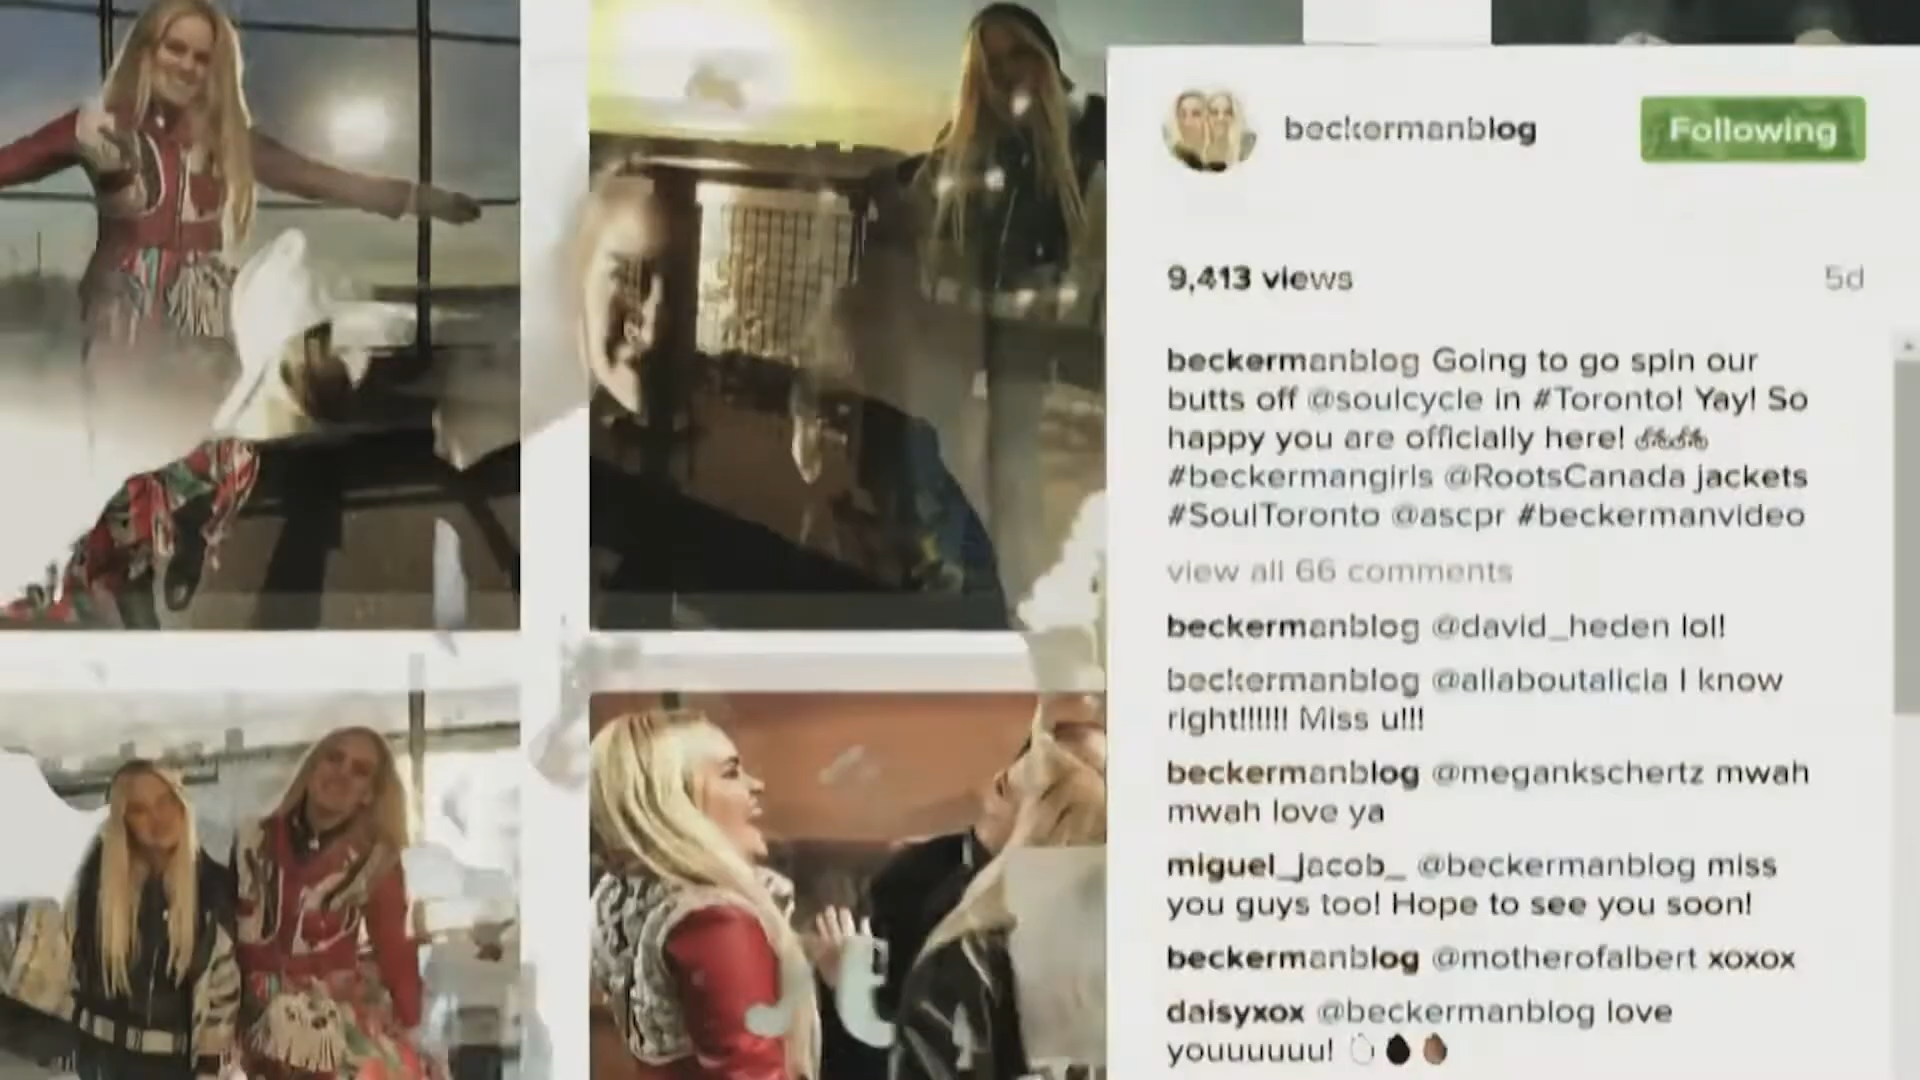 beckermanblog
Following
9,413 views
5d
beckermanblog Going to go spin our
butts off @soulcycle in #Toronto! Yay! So
happy you are officially here! 🚲🚲
#beckermangirls @RootsCanada jackets
#SoulToronto @ascpr #beckermanvideo
view all 66 comments
beckermanblog @david_heden lol!
beckermanblog @allaboutalicia I know
right!!!!!! Miss u!!!
beckermanblog @megankschertz mwah
mwah love ya
miguel_jacob_ @beckermanblog miss
you guys too! Hope to see you soon!
beckermanblog @motherofalbert xoxox
daisyxox @beckermanblog love
youuuuuu!